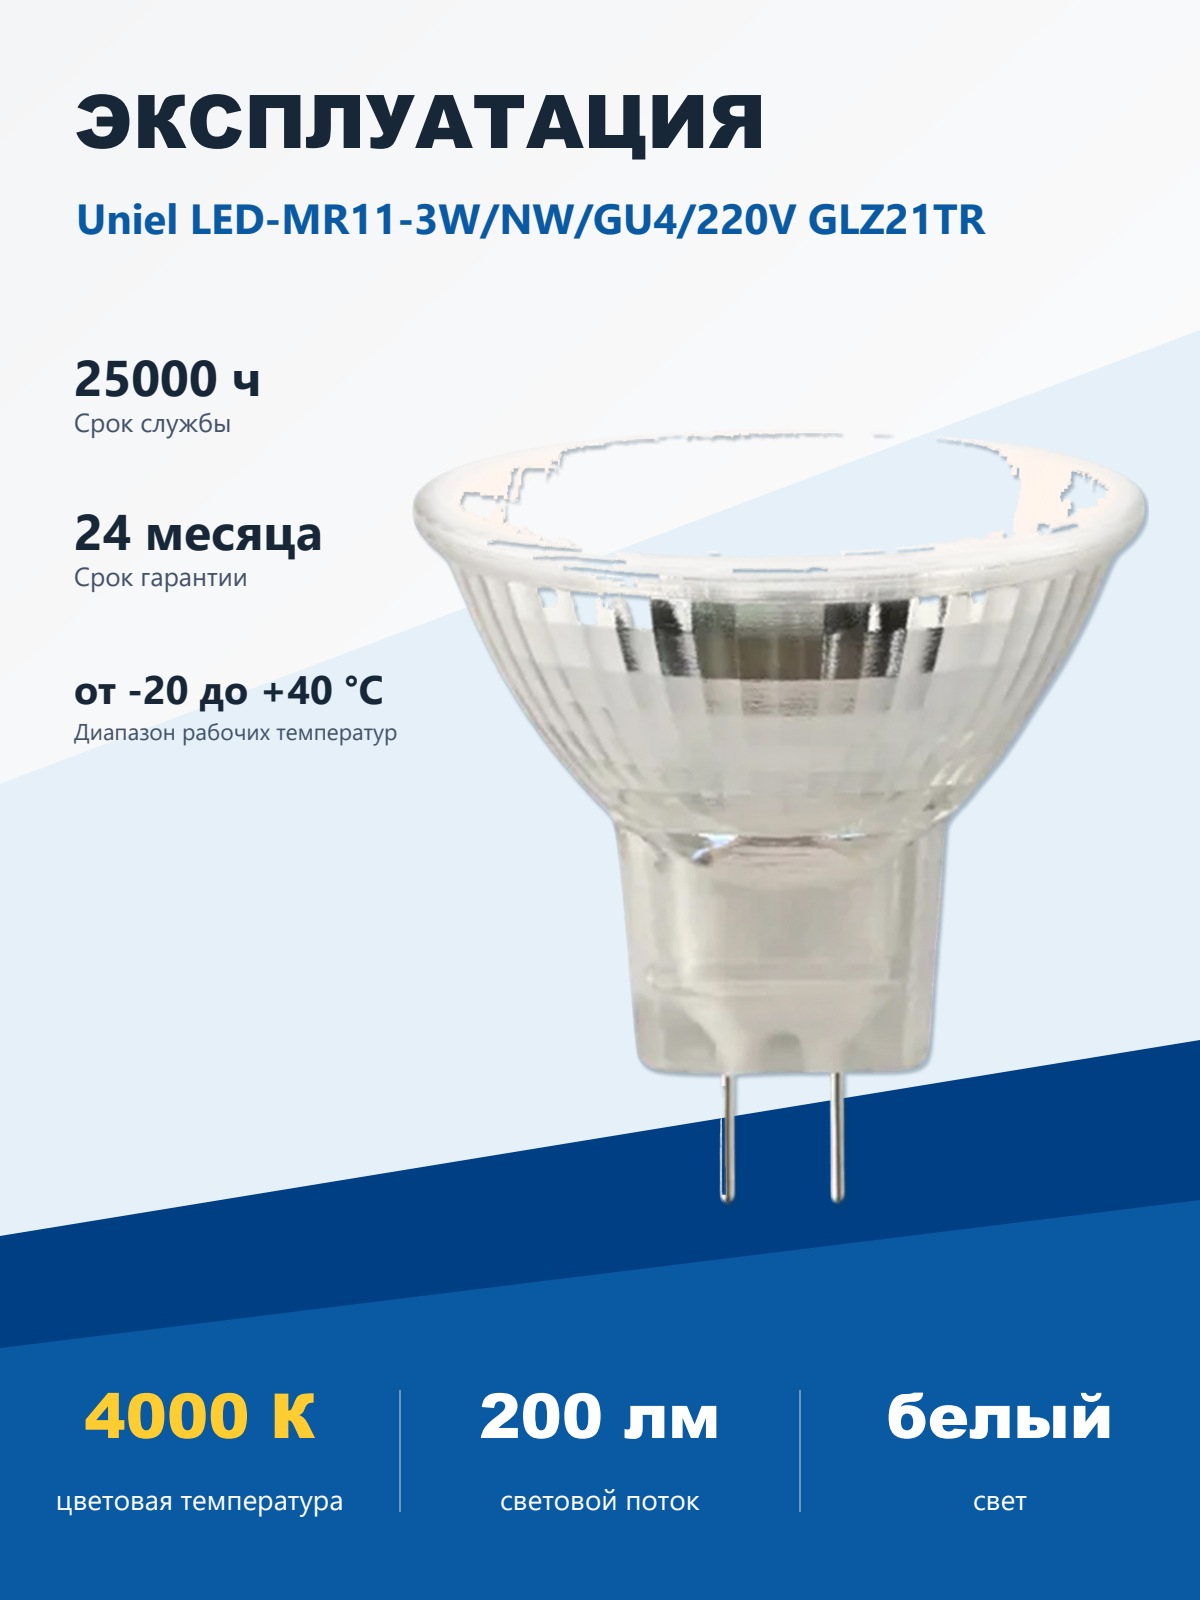 ЭКСПЛУАТАЦИЯ
Uniel LED-MR11-3W/NW/GU4/220V GLZ21TR
25000 ч
Срок службы
24 месяца
Срок гарантии
от -20 до +40 °C
Диапазон рабочих температур
4000 К
цветовая температура
200 лм
световой поток
белый
свет